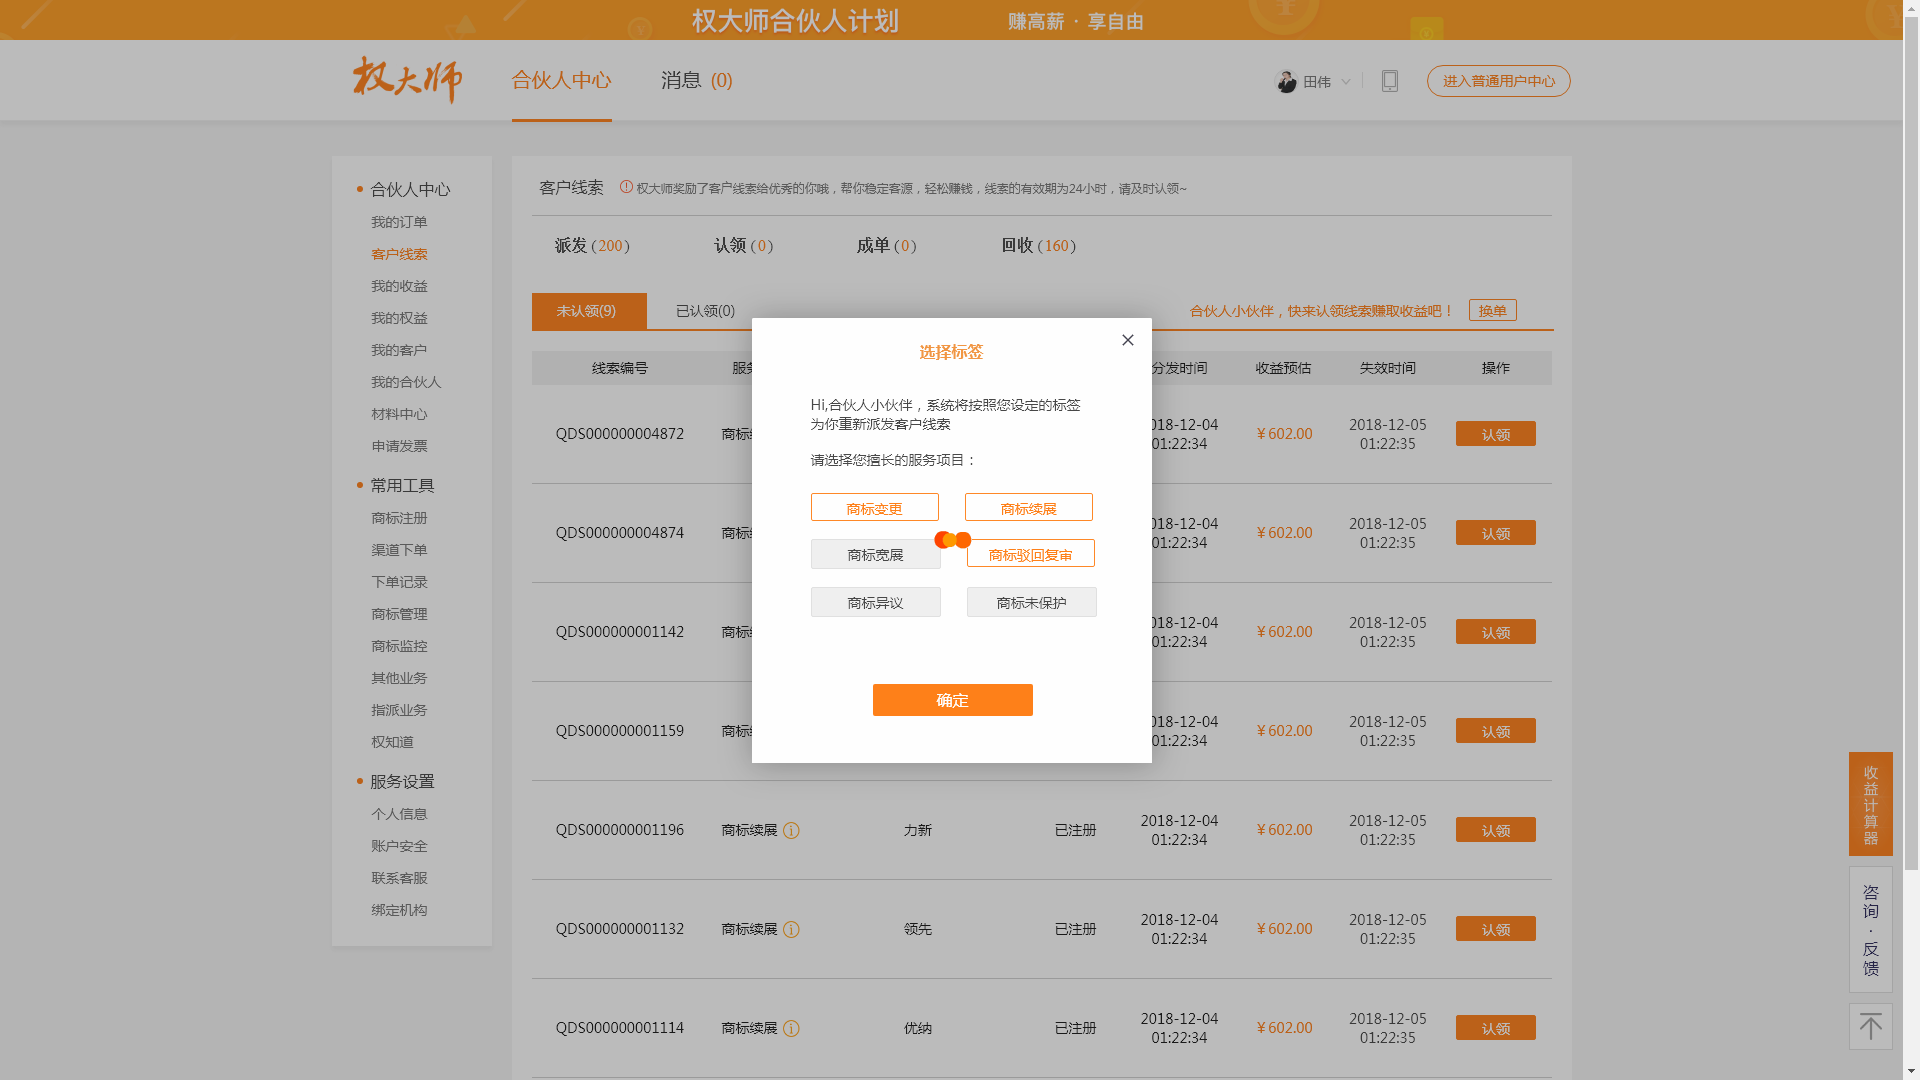 权大师合伙人计划 赚高薪 · 享自由
权大师 合伙人中心 消息 (0) 田伟 进入普通用户中心
合伙人中心
我的订单
客户线索
我的收益
我的权益
我的客户
我的合伙人
材料中心
申请发票
常用工具
商标注册
渠道下单
下单记录
商标管理
商标监控
其他业务
指派业务
权知道
服务设置
个人信息
账户安全
联系客服
绑定机构
客户线索 权大师奖励了客户线索给优秀的你哦，帮你稳定客源，轻松赚钱，线索的有效期为24小时，请及时认领~
派发 (200) 认领 (0) 成单 (0) 回收 (160)
未认领(9) 已认领(0) 合伙人小伙伴，快来认领线索赚取收益吧！ 换单
线索编号 服务 分发时间 收益预估 失效时间 操作
QDS000000004872 商标 018-12-04 01:22:34 ¥602.00 2018-12-05 01:22:35 认领
QDS000000004874 商标 018-12-04 01:22:34 ¥602.00 2018-12-05 01:22:35 认领
QDS000000001142 商标 018-12-04 01:22:34 ¥602.00 2018-12-05 01:22:35 认领
QDS000000001159 商标 018-12-04 01:22:34 ¥602.00 2018-12-05 01:22:35 认领
QDS000000001196 商标续展 力新 已注册 2018-12-04 01:22:34 ¥602.00 2018-12-05 01:22:35 认领
QDS000000001132 商标续展 领先 已注册 2018-12-04 01:22:34 ¥602.00 2018-12-05 01:22:35 认领
QDS000000001114 商标续展 优纳 已注册 2018-12-04 01:22:34 ¥602.00 2018-12-05 01:22:35 认领
选择标签
Hi,合伙人小伙伴，系统将按照您设定的标签
为你重新派发客户线索
请选择您擅长的服务项目：
商标变更 商标续展
商标宽展 商标驳回复审
商标异议 商标未保护
确定
收益计算器
咨询·反馈